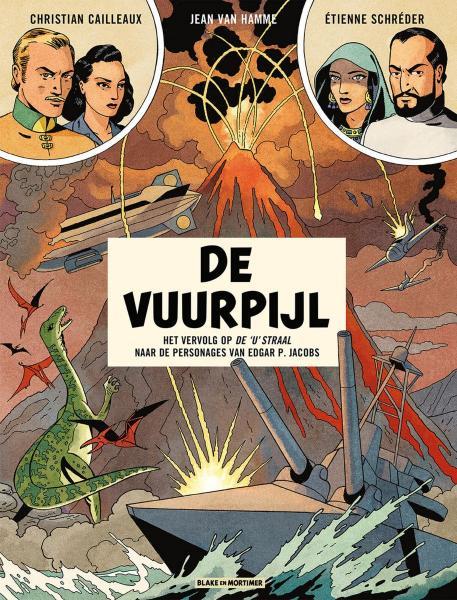 CHRISTIAN CAILLEAUX
JEAN VAN HAMME
ÉTIENNE SCHRÉDER
DE
VUURPIJL
HET VERVOLG OP DE 'U' STRAAL
NAAR DE PERSONAGES VAN EDGAR P. JACOBS
BLAKE EN MORTIMER